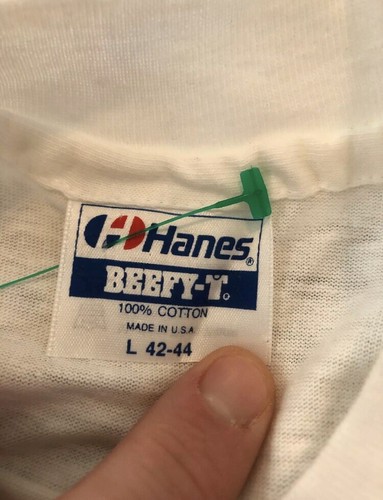 Hanes®
BEEFY-T®
100% COTTON
MADE IN U.S.A
L 42-44